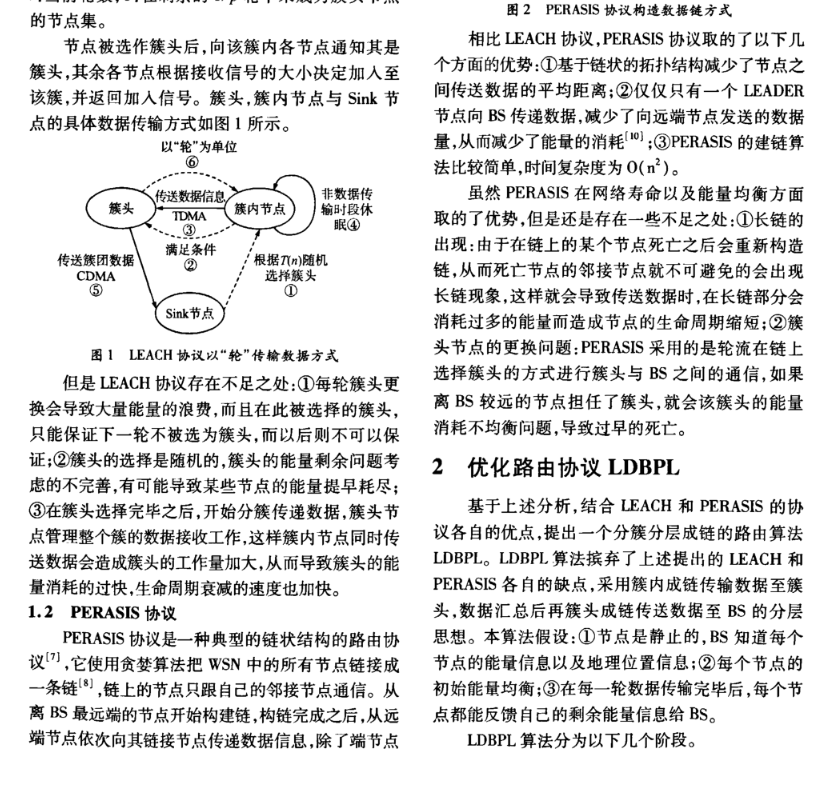 的节点集。
节点被选作簇头后,向该簇内各节点通知其是
簇头,其余各节点根据接收信号的大小决定加入至
该簇,并返回加入信号。簇头,簇内节点与 Sink 节
点的具体数据传输方式如图 1 所示。
以“轮”为单位
⑥
簇头
传送数据信息
TDMA
③
簇内节点
非数据传
输时段休
眠④
满足条件
②
传送簇团数据
CDMA
⑤
根据T(n)随机
选择簇头
①
Sink节点
图 1 LEACH 协议以“轮”传输数据方式
但是 LEACH 协议存在不足之处:①每轮簇头更
换会导致大量能量的浪费,而且在此被选择的簇头,
只能保证下一轮不被选为簇头,而以后则不可以保
证;②簇头的选择是随机的,簇头的能量剩余问题考
虑的不完善,有可能导致某些节点的能量提早耗尽;
③在簇头选择完毕之后,开始分簇传递数据,簇头节
点管理整个簇的数据接收工作,这样簇内节点同时传
送数据会造成簇头的工作量加大,从而导致簇头的能
量消耗的过快,生命周期衰减的速度也加快。
1.2 PERASIS 协议
PERASIS 协议是一种典型的链状结构的路由协
议[7],它使用贪婪算法把 WSN 中的所有节点链接成
一条链[8],链上的节点只跟自己的邻接节点通信。从
离 BS 最远端的节点开始构建链,构链完成之后,从远
端节点依次向其链接节点传递数据信息,除了端节点
图 2 PERASIS 协议构造数据链方式
相比 LEACH 协议,PERASIS 协议取的了以下几
个方面的优势:①基于链状的拓扑结构减少了节点之
间传送数据的平均距离;②仅仅只有一个 LEADER
节点向 BS 传递数据,减少了向远端节点发送的数据
量,从而减少了能量的消耗[10];③PERASIS 的建链算
法比较简单,时间复杂度为 O(n²)。
虽然 PERASIS 在网络寿命以及能量均衡方面
取的了优势,但是还是存在一些不足之处:①长链的
出现:由于在链上的某个节点死亡之后会重新构造
链,从而死亡节点的邻接节点就不可避免的会出现
长链现象,这样就会导致传送数据时,在长链部分会
消耗过多的能量而造成节点的生命周期缩短;②簇
头节点的更换问题:PERASIS 采用的是轮流在链上
选择簇头的方式进行簇头与 BS 之间的通信,如果
离 BS 较远的节点担任了簇头,就会该簇头的能量
消耗不均衡问题,导致过早的死亡。
2 优化路由协议 LDBPL
基于上述分析,结合 LEACH 和 PERASIS 的协
议各自的优点,提出一个分簇分层成链的路由算法
LDBPL。LDBPL 算法摈弃了上述提出的 LEACH 和
PERASIS 各自的缺点,采用簇内成链传输数据至簇
头,数据汇总后再簇头成链传送数据至 BS 的分层
思想。本算法假设:①节点是静止的,BS 知道每个
节点的能量信息以及地理位置信息;②每个节点的
初始能量均衡;③在每一轮数据传输完毕后,每个节
点都能反馈自己的剩余能量信息给 BS。
LDBPL 算法分为以下几个阶段。